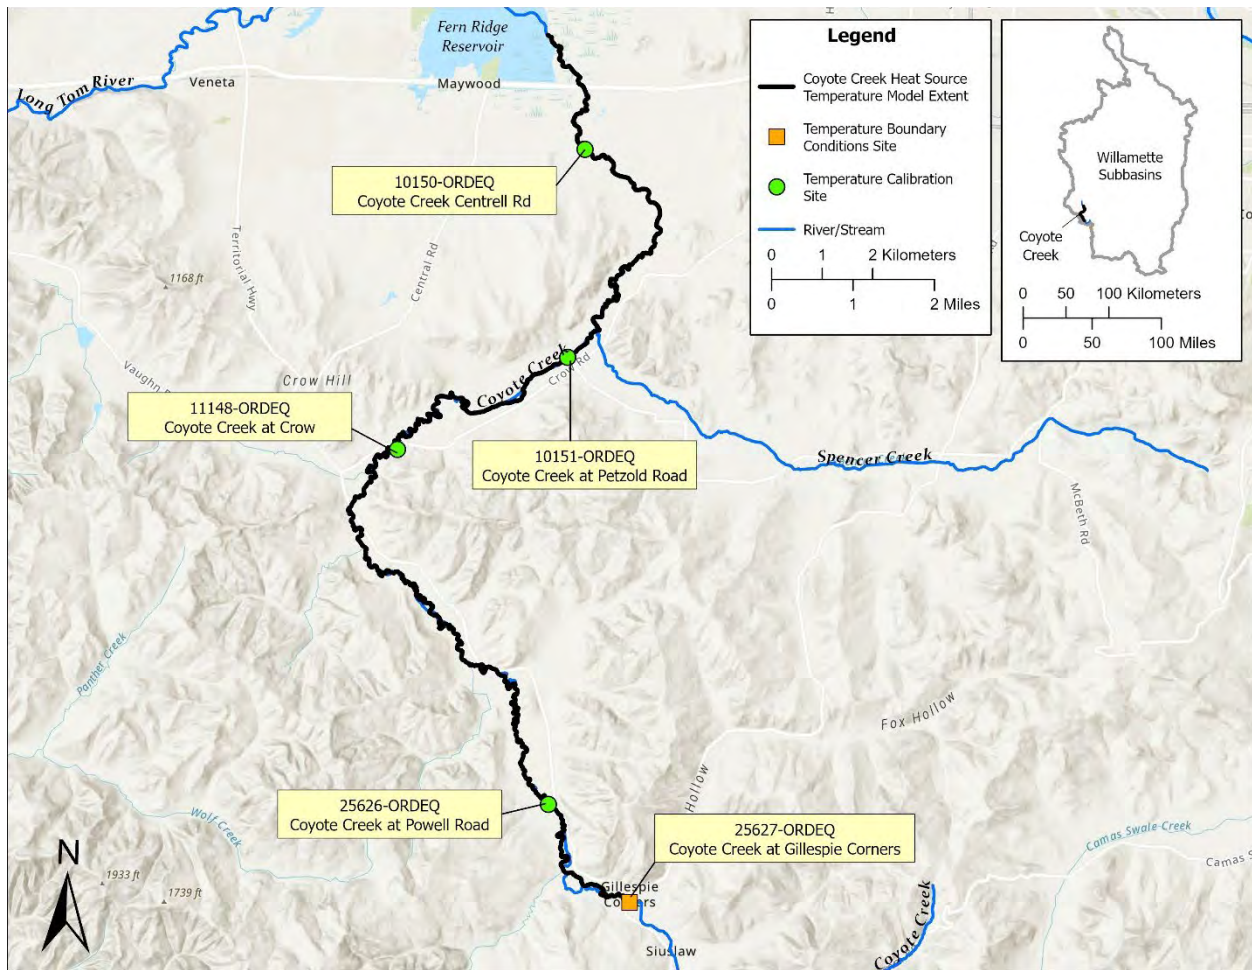 Fern Ridge
Reservoir
Long Tom River
Veneta
Maywood
10150-ORDEQ
Coyote Creek Centrell Rd
Territorial Hwy
Central Rd
1168 ft
Crow Hill
Coyote Creek
Crow Rd
11148-ORDEQ
Coyote Creek at Crow
10151-ORDEQ
Coyote Creek at Petzold Road
Spencer Creek
McBeth Rd
Panther Creek
Fox Hollow
Hollow
25626-ORDEQ
Coyote Creek at Powell Road
25627-ORDEQ
Coyote Creek at Gillespie Corners
Wolf Creek
Camas Swale Creek
Camas S
N
1933 ft
1739 ft
Gillespie
Corners
Coyote Creek
Siuslaw
Legend
Coyote Creek Heat Source
Temperature Model Extent
Temperature Boundary
Conditions Site
Temperature Calibration
Site
River/Stream
0 1 2 Kilometers
0 1 2 Miles
Willamette
Subbasins
Coyote
Creek
0 50 100 Kilometers
0 50 100 Miles